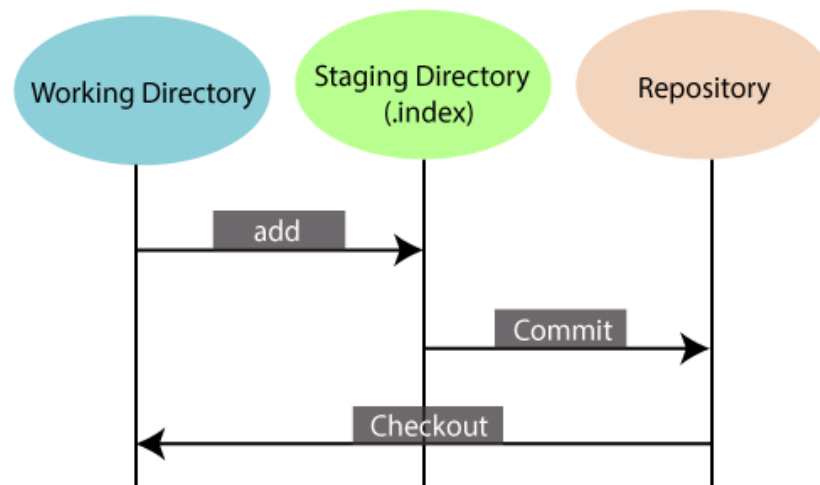 Working Directory
Staging Directory
(.index)
Repository
add
Commit
Checkout